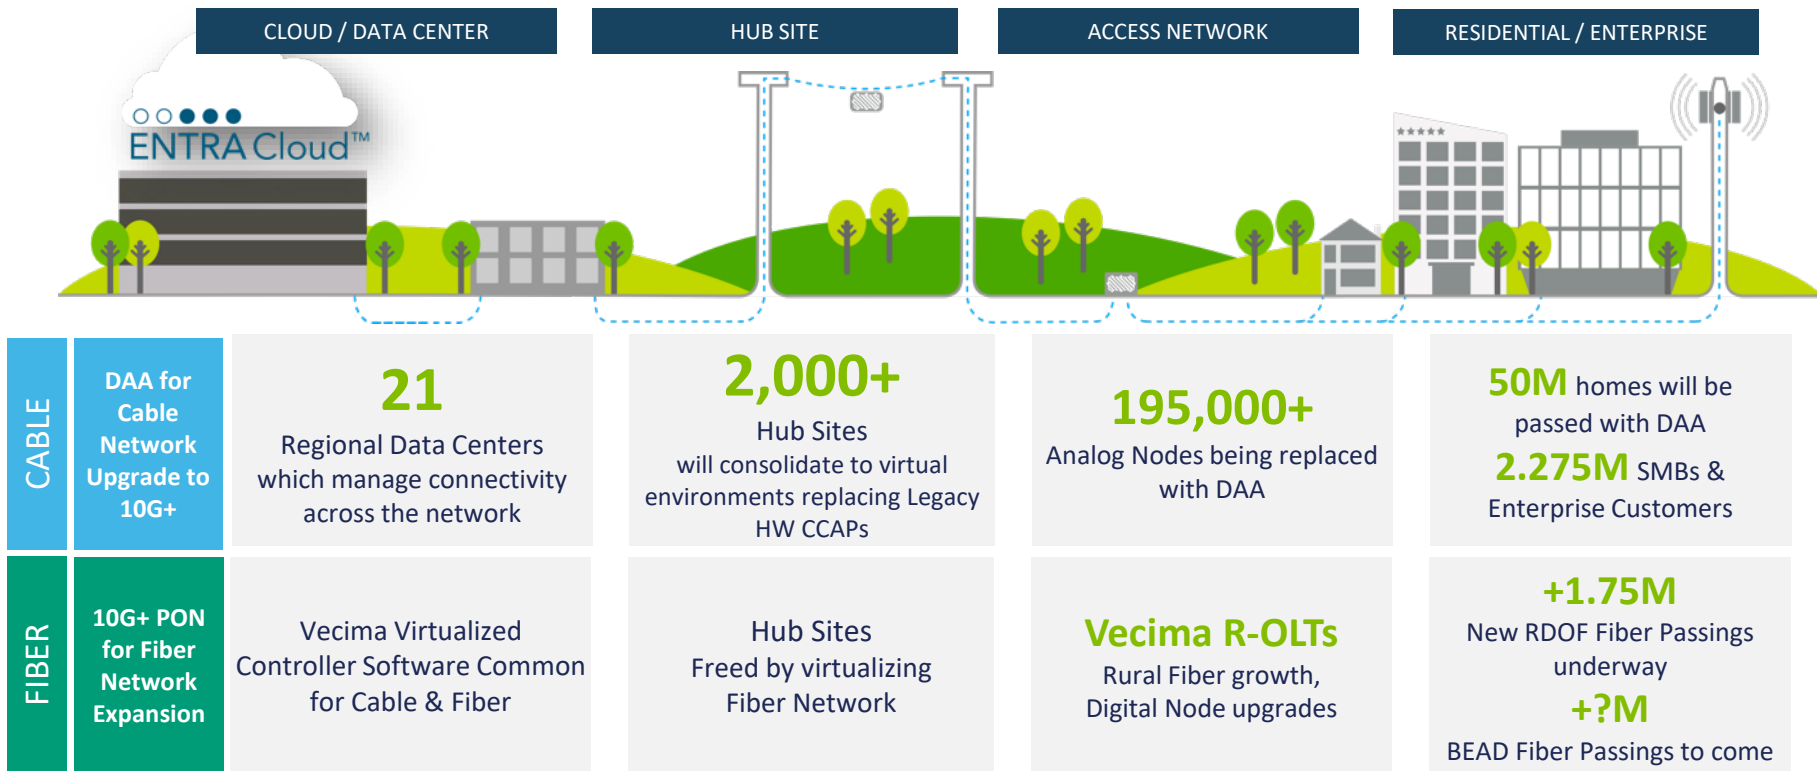 CLOUD / DATA CENTER
HUB SITE
ACCESS NETWORK
RESIDENTIAL / ENTERPRISE
ENTRA Cloud™
★★★★★
CABLE
DAA for
Cable
Network
Upgrade to
10G+
21
Regional Data Centers
which manage connectivity
across the network
2,000+
Hub Sites
will consolidate to virtual
environments replacing Legacy
HW CCAPs
195,000+
Analog Nodes being replaced
with DAA
50M homes will be
passed with DAA
2.275M SMBs &
Enterprise Customers
FIBER
10G+ PON
for Fiber
Network
Expansion
Vecima Virtualized
Controller Software Common
for Cable & Fiber
Hub Sites
Freed by virtualizing
Fiber Network
Vecima R-OLTs
Rural Fiber growth,
Digital Node upgrades
+1.75M
New RDOF Fiber Passings
underway
+?M
BEAD Fiber Passings to come